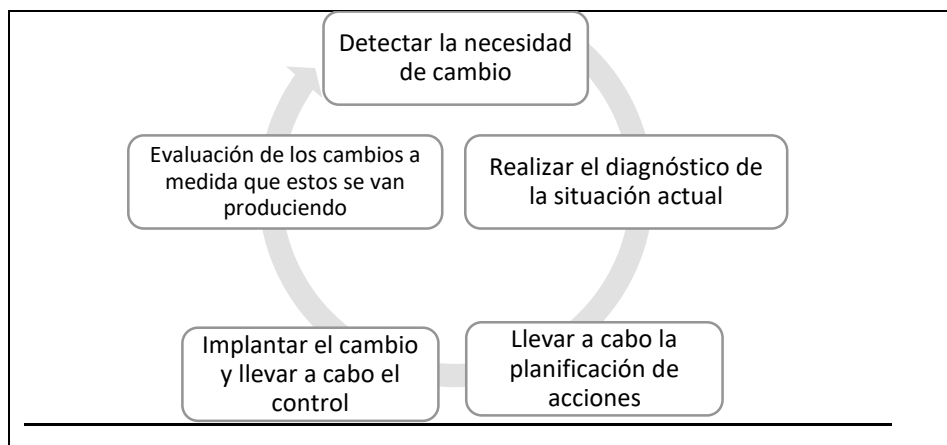 Detectar la necesidad
de cambio
Realizar el diagnóstico de
la situación actual
Llevar a cabo la
planificación de
acciones
Implantar el cambio
y llevar a cabo el
control
Evaluación de los cambios a
medida que estos se van
produciendo